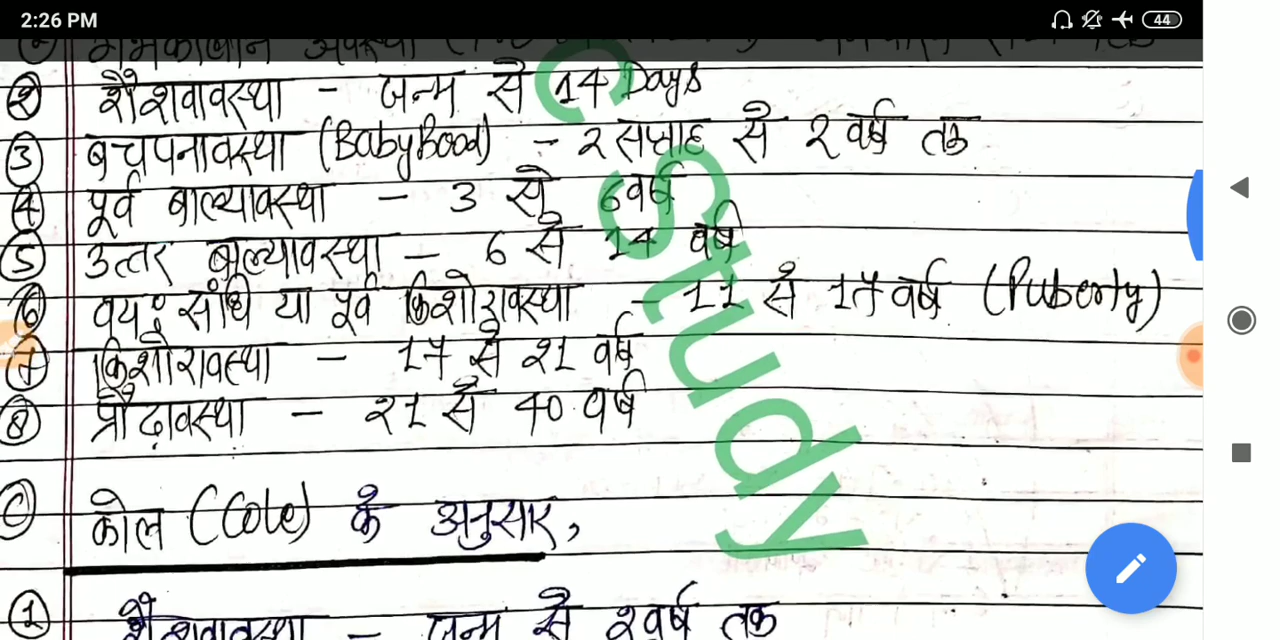 2:26 PM 44
गर्भकालीन अवस्था
② शैशवावस्था - जन्म से 14 Days
③ बचपनावस्था (BabyHood) - 2 सप्ताह से 2 वर्ष तक
④ पूर्व बाल्यावस्था - 3 से 6 वर्ष
⑤ उत्तर बाल्यावस्था - 6 से 14 वर्ष
⑥ वयः संधि या पूर्व किशोरावस्था - 11 से 17 वर्ष (Puberty)
⑦ किशोरावस्था - 17 से 21 वर्ष
⑧ प्रौढ़ावस्था - 21 से 40 वर्ष
C Study
Ⓒ कोल (Cole) के अनुसार,
① शैशवावस्था - जन्म से 2 वर्ष तक